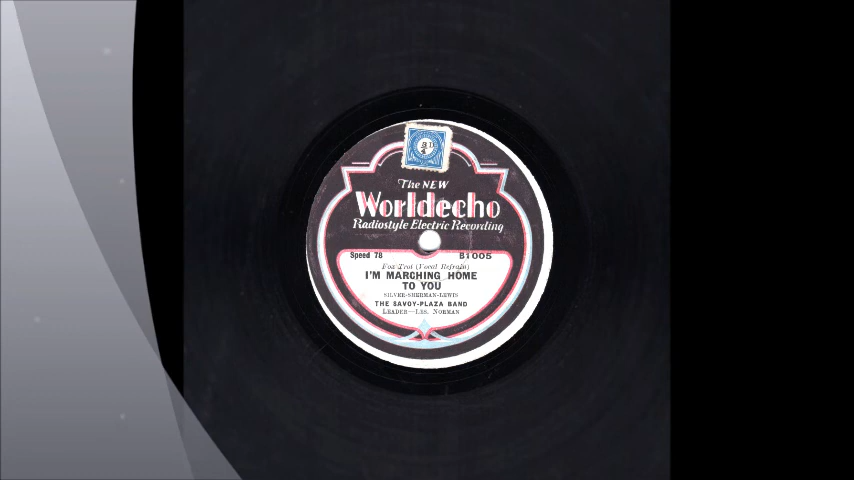 The NEW
Worldecho
Radiostyle Electric Recording
Speed 78 B1005
Fox Trot (Vocal Refrain)
I'M MARCHING HOME
TO YOU
SILVER-SHERMAN-LEWIS
THE SAVOY-PLAZA BAND
LEADER—LES. NORMAN